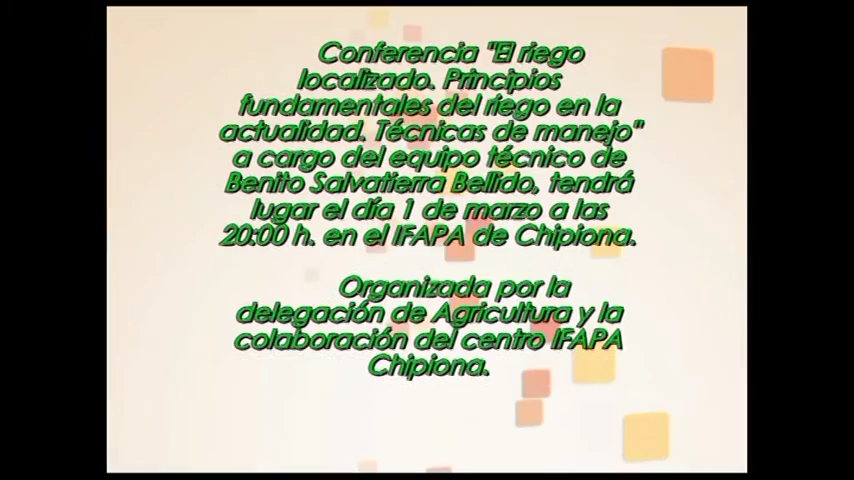 Conferencia "El riego
localizado. Principios
fundamentales del riego en la
actualidad. Técnicas de manejo"
a cargo del equipo técnico de
Benito Salvatierra Bellido, tendrá
lugar el día 1 de marzo a las
20:00 h. en el IFAPA de Chipiona.
Organizada por la
delegación de Agricultura y la
colaboración del centro IFAPA
Chipiona.